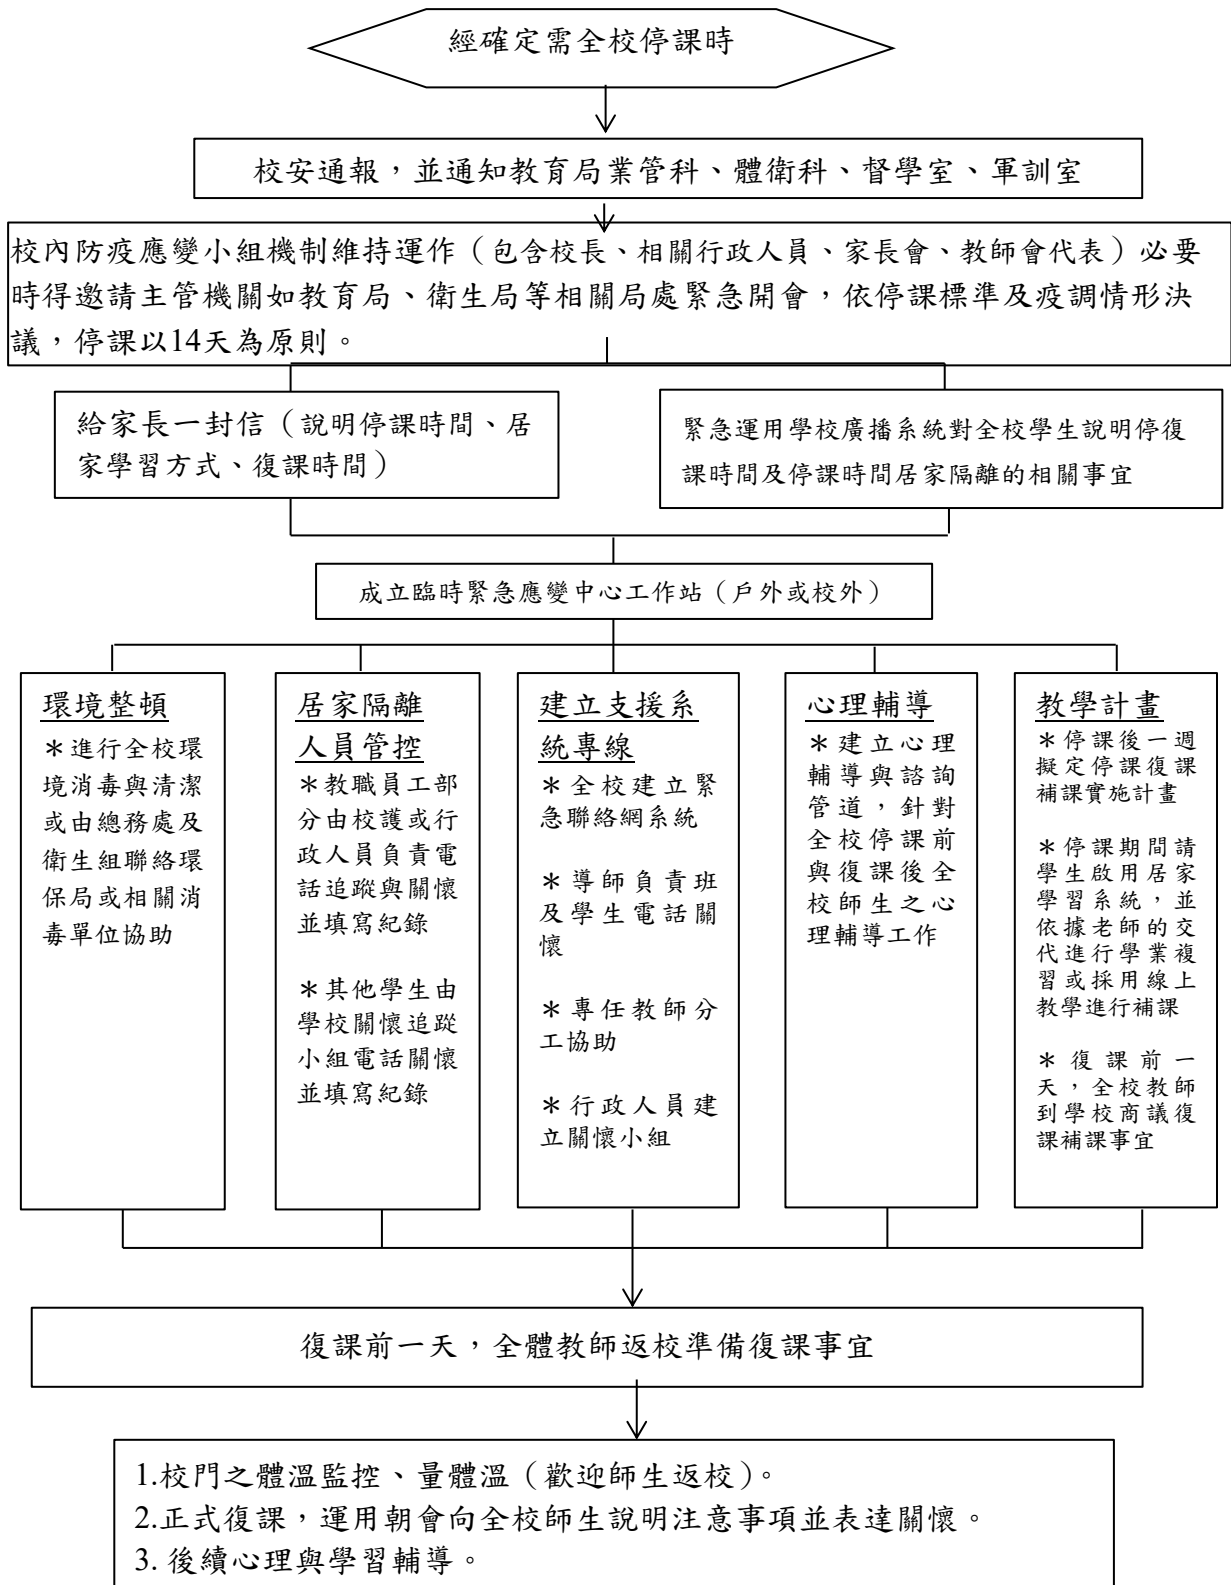 經確定需全校停課時
校安通報，並通知教育局業管科、體衛科、督學室、軍訓室
校內防疫應變小組機制維持運作（包含校長、相關行政人員、家長會、教師會代表）必要
時得邀請主管機關如教育局、衛生局等相關局處緊急開會，依停課標準及疫調情形決
議，停課以14天為原則。
給家長一封信（說明停課時間、居
家學習方式、復課時間）
緊急運用學校廣播系統對全校學生說明停復
課時間及停課時間居家隔離的相關事宜
成立臨時緊急應變中心工作站（戶外或校外）
環境整頓
＊進行全校環
境消毒與清潔
或由總務處及
衛生組聯絡環
保局或相關消
毒單位協助
居家隔離
人員管控
＊教職員工部
分由校護或行
政人員負責電
話追蹤與關懷
並填寫紀錄
＊其他學生由
學校關懷追蹤
小組電話關懷
並填寫紀錄
建立支援系
統專線
＊全校建立緊
急聯絡網系統
＊導師負責班
及學生電話關
懷
＊專任教師分
工協助
＊行政人員建
立關懷小組
心理輔導
＊建立心理
輔導與諮詢
管道，針對
全校停課前
與復課後全
校師生之心
理輔導工作
教學計畫
＊停課後一週
擬定停課復課
補課實施計畫
＊停課期間請
學生啟用居家
學習系統，並
依據老師的交
代進行學業複
習或採用線上
教學進行補課
＊復課前一
天，全校教師
到學校商議復
課補課事宜
復課前一天，全體教師返校準備復課事宜
1.校門之體溫監控、量體溫（歡迎師生返校）。
2.正式復課，運用朝會向全校師生說明注意事項並表達關懷。
3. 後續心理與學習輔導。